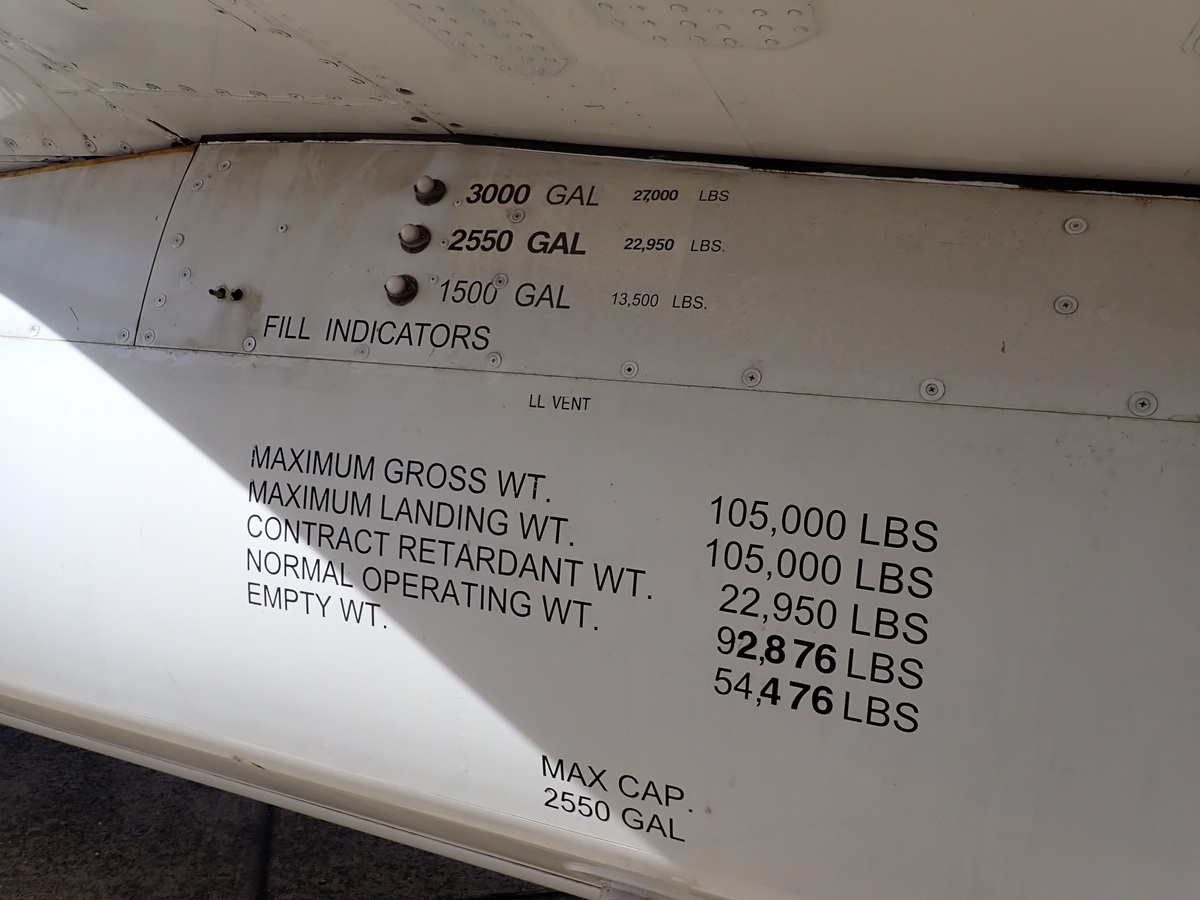 3000 GAL 27,000 LBS
2550 GAL 22,950 LBS.
1500 GAL 13,500 LBS.
FILL INDICATORS
LL VENT
MAXIMUM GROSS WT. 105,000 LBS
MAXIMUM LANDING WT. 105,000 LBS
CONTRACT RETARDANT WT. 22,950 LBS
NORMAL OPERATING WT. 92,876 LBS
EMPTY WT. 54,476 LBS
MAX CAP.
2550 GAL